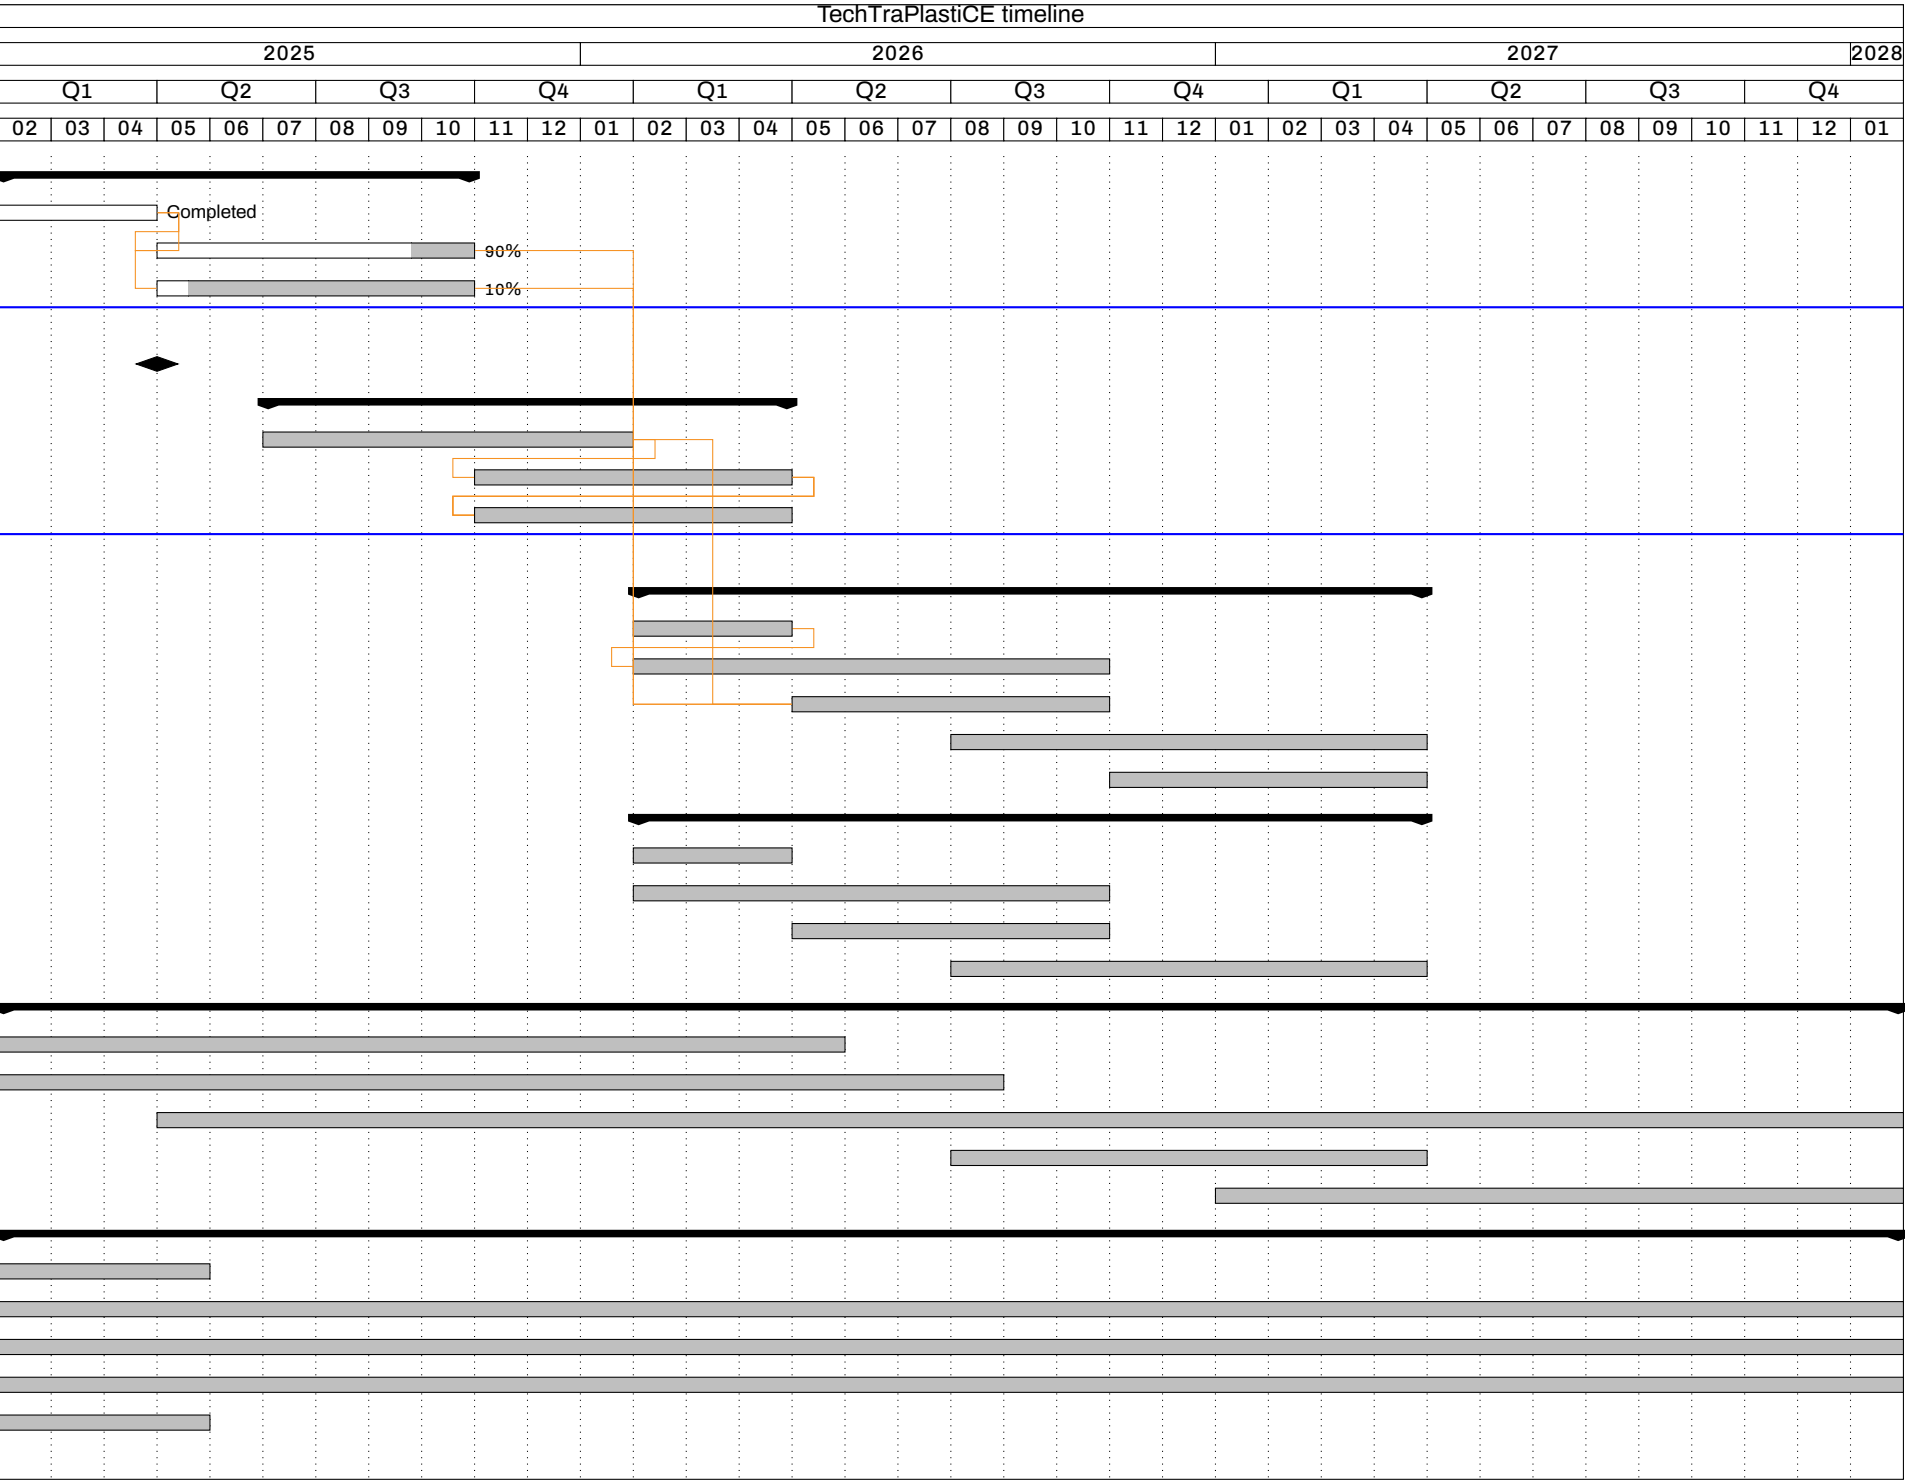 TechTraPlastiCE timeline
2025 2026 2027 2028
Q1 Q2 Q3 Q4 Q1 Q2 Q3 Q4 Q1 Q2 Q3 Q4
02 03 04 05 06 07 08 09 10 11 12 01 02 03 04 05 06 07 08 09 10 11 12 01 02 03 04 05 06 07 08 09 10 11 12 01
Completed
90%
10%